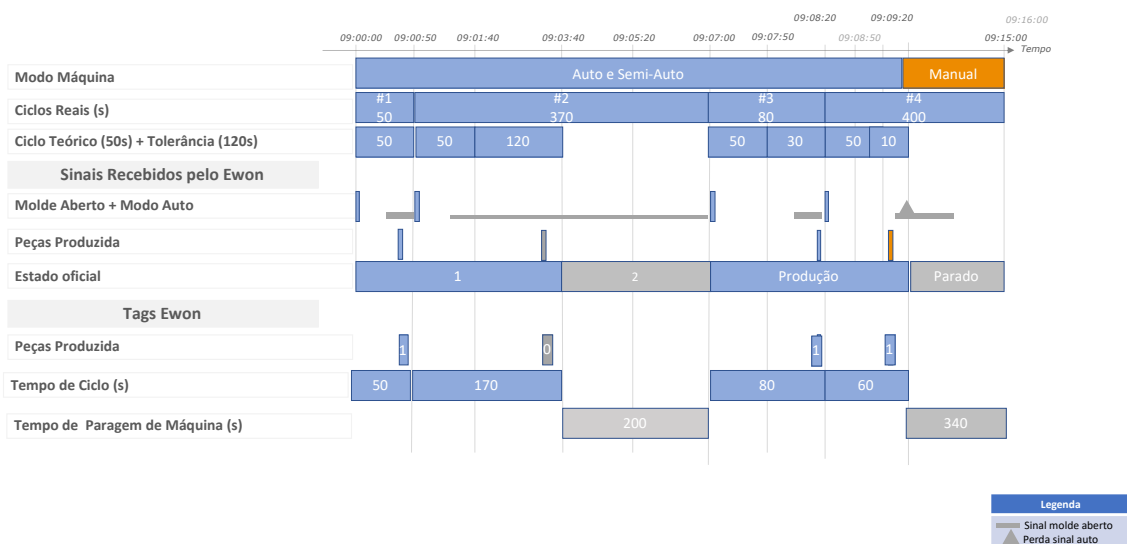 09:08:20 09:09:20 09:16:00
09:00:00 09:00:50 09:01:40 09:03:40 09:05:20 09:07:00 09:07:50 09:08:50 09:15:00
Tempo
Modo Máquina Auto e Semi-Auto Manual
#1 #2 #3 #4
Ciclos Reais (s)
50 370 80 400
Ciclo Teórico (50s) + Tolerância (120s) 50 50 120 50 30 50 10
Sinais Recebidos pelo Ewon
Molde Aberto + Modo Auto
Peças Produzida
Estado oficial 1 2 Produção Parado
Tags Ewon
Peças Produzida 1 0 1 1
Tempo de Ciclo (s) 50 170 80 60
Tempo de Paragem de Máquina (s) 200 340
Legenda
Sinal molde aberto
Perda sinal auto